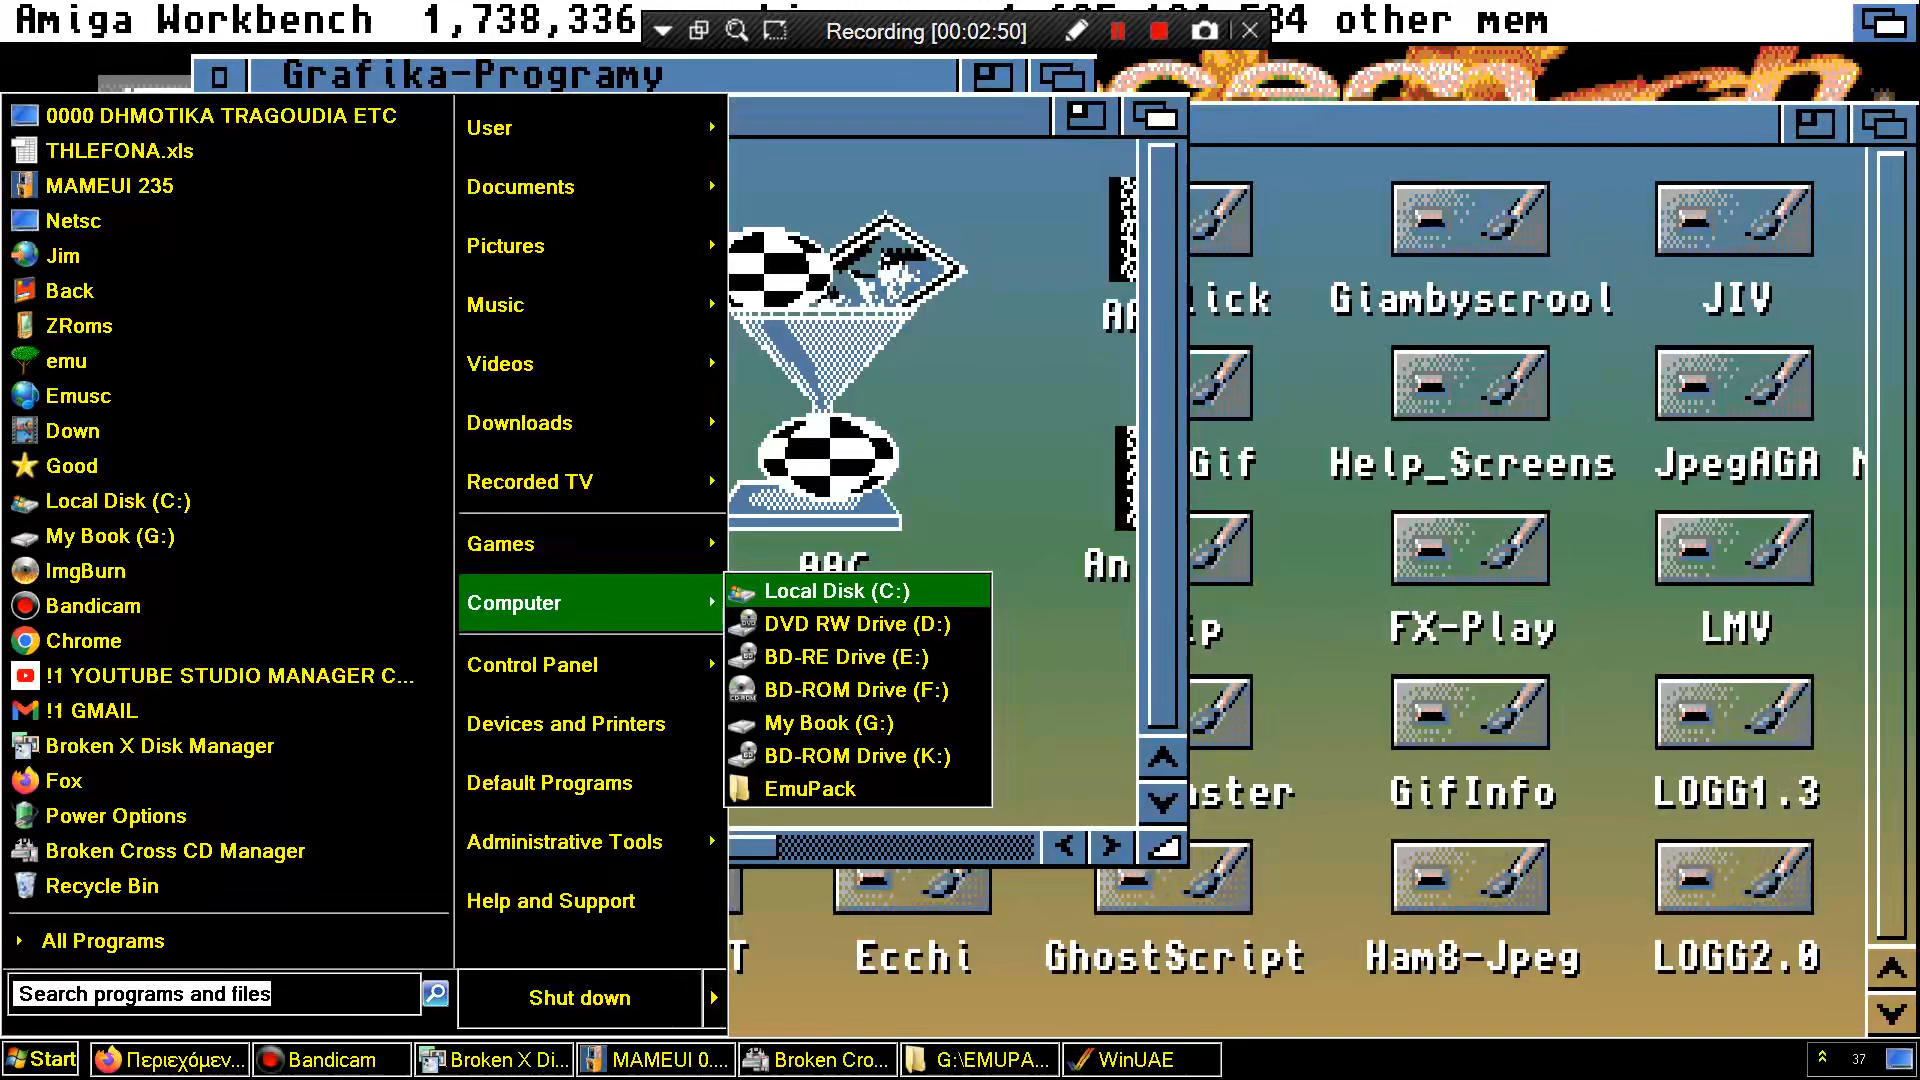 Amiga Workbench 1,738,336
Recording [00:02:50]
other mem
Grafika-Programy
0000 DHMOTIKA TRAGOUDIA ETC
THLEFONA.xls
MAMEUI 235
Netsc
Jim
Back
ZRoms
emu
Emusc
Down
Good
Local Disk (C:)
My Book (G:)
ImgBurn
Bandicam
Chrome
!1 YOUTUBE STUDIO MANAGER C...
!1 GMAIL
Broken X Disk Manager
Fox
Power Options
Broken Cross CD Manager
Recycle Bin
All Programs
Search programs and files
User
Documents
Pictures
Music
Videos
Downloads
Recorded TV
Games
Computer
Control Panel
Devices and Printers
Default Programs
Administrative Tools
Help and Support
Shut down
Local Disk (C:)
DVD RW Drive (D:)
BD-RE Drive (E:)
BD-ROM Drive (F:)
My Book (G:)
BD-ROM Drive (K:)
EmuPack
An
lick Giambyscrool JIV
Gif Help_Screens JpegAGA
FX-Play LMV
GifInfo LOGG1.3
Ecchi GhostScript Ham8-Jpeg LOGG2.0
Start Περιεχόμεν... Bandicam Broken X Di... MAMEUI 0.... Broken Cro... G:\EMUPA... WinUAE 37